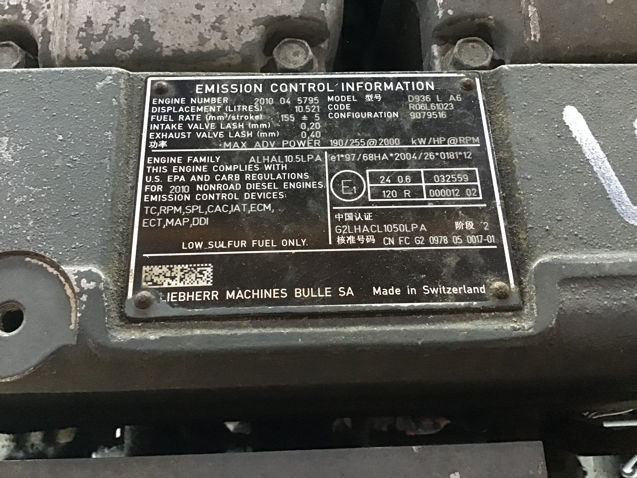 EMISSION CONTROL INFORMATION
ENGINE NUMBER 2010 04 5795 MODEL 型号 D936 L A6
DISPLACEMENT (LITRES) 10.521 CODE R06L61023
FUEL RATE (mm³/stroke) 155 ± 5 CONFIGURATION 9079516
INTAKE VALVE LASH (mm) 0,20
EXHAUST VALVE LASH (mm) 0,40
功率 MAX ADV POWER 190/255@2000 kW/HP@RPM
ENGINE FAMILY ALHAL10.5LPA
THIS ENGINE COMPLIES WITH
U.S. EPA AND CARB REGULATIONS
FOR 2010 NONROAD DIESEL ENGINES.
EMISSION CONTROL DEVICES:
TC,RPM,SPL,CAC,IAT,ECM,
ECT,MAP,DDI
LOW SULFUR FUEL ONLY.
e1*97/68HA*2004/26*0181*12
E1
24 0.6 032559
120 R 000012 02
中国认证
G2LHACL1050LPA 阶段 2
核准号码 CN FC G2 0978 05 0017-01
LIEBHERR MACHINES BULLE SA Made in Switzerland